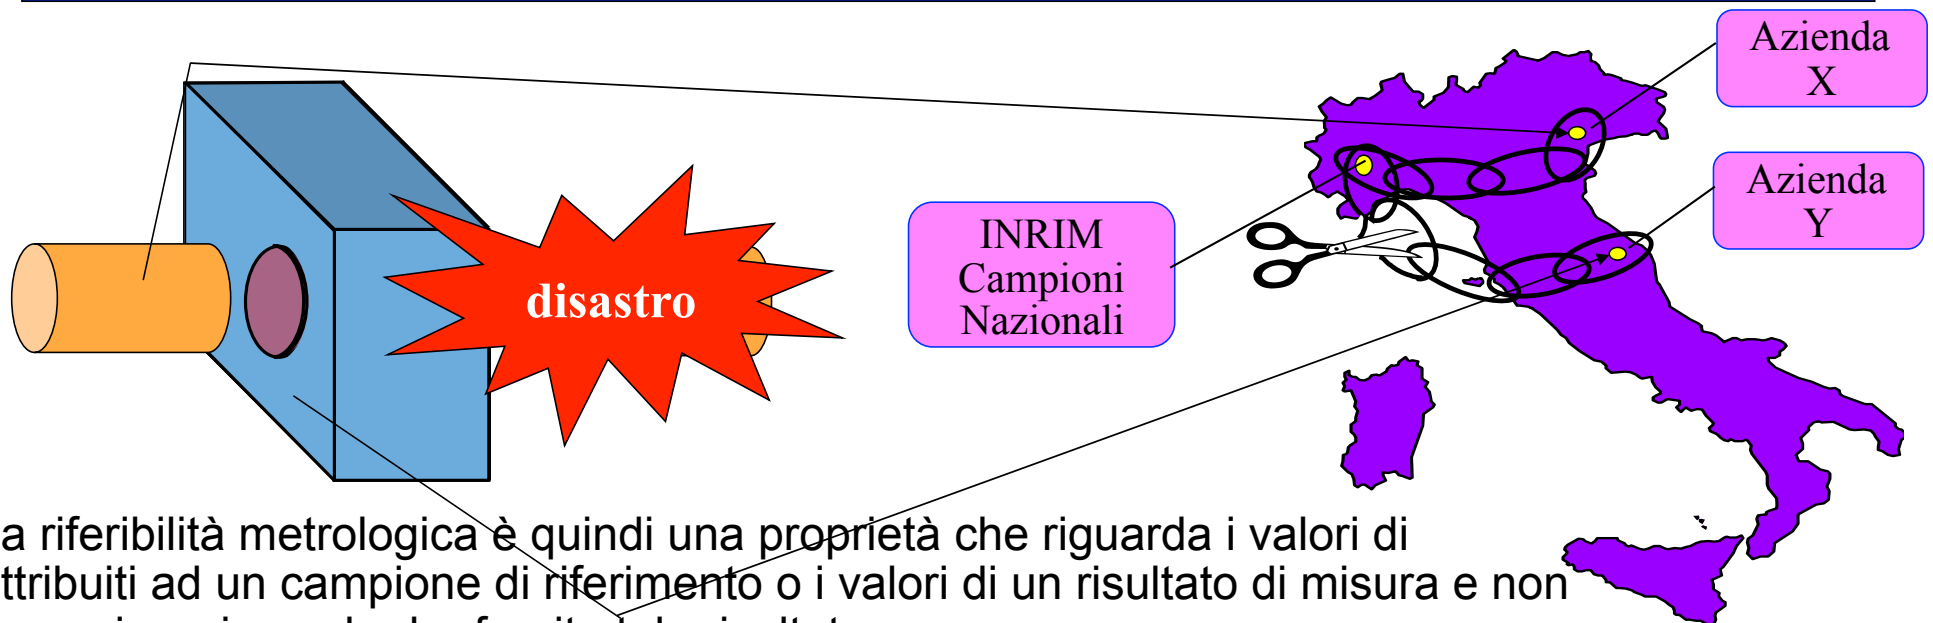 Azienda
X
Azienda
Y
INRIM
Campioni
Nazionali
disastro
a riferibilità metrologica è quindi una proprietà che riguarda i valori di
ttribuiti ad un campione di riferimento o i valori di un risultato di misura e non